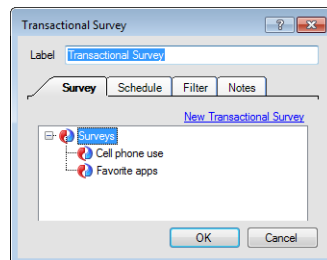 Transactional Survey
Label Transactional Survey
Survey Schedule Filter Notes
New Transactional Survey
Surveys
Cell phone use
Favorite apps
OK Cancel